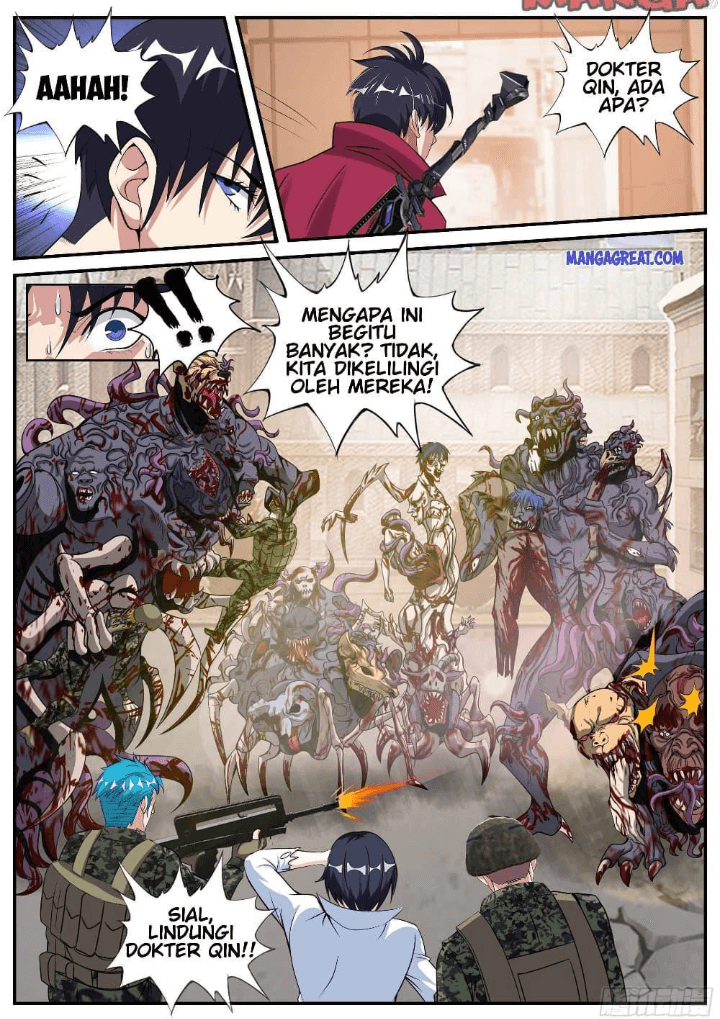 MANGA
AAHAH!
DOKTER
QIN, ADA
APA?
MANGAGREAT.COM
!!
MENGAPA INI
BEGITU
BANYAK? TIDAK,
KITA DIKELILINGI
OLEH MEREKA!
SIAL,
LINDUNGI
DOKTER QIN!!